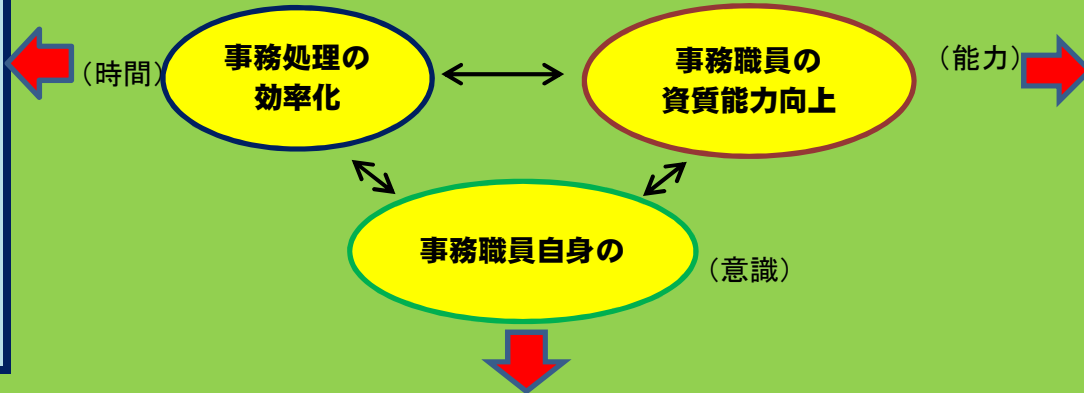 （時間）
事務処理の
効率化
事務職員の
資質能力向上
（能力）
事務職員自身の
（意識）